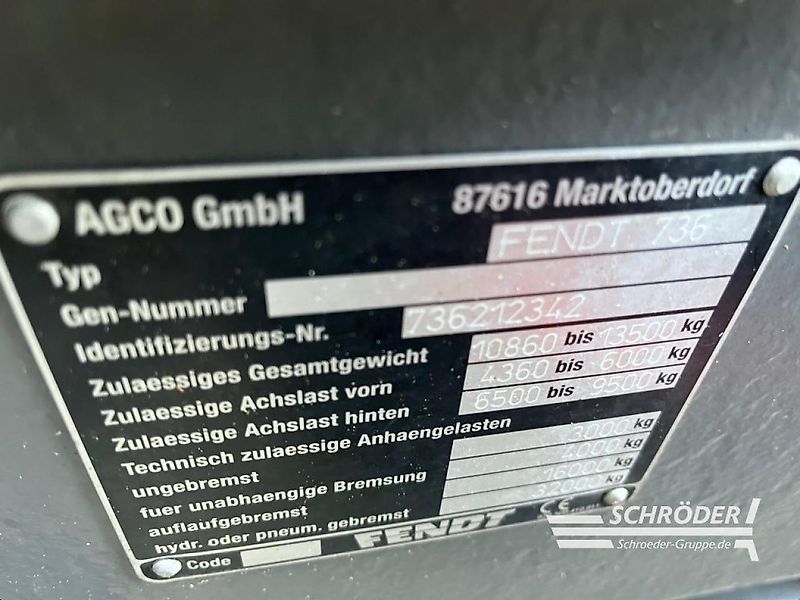 AGCO GmbH 87616 Marktoberdorf
Typ FENDT 736
Gen-Nummer
Identifizierungs-Nr. 736212342
Zulaessiges Gesamtgewicht 10860 bis 13500 kg
Zulaessige Achslast vorn 4360 bis 6000 kg
Zulaessige Achslast hinten 6500 bis 9500 kg
Technisch zulaessige Anhaengelasten
ungebremst 3000 kg
fuer unabhaengige Bremsung 4000 kg
auflaufgebremst 16000 kg
hydr. oder pneum. gebremst 32000 kg
Code FENDT CE
SCHRÖDER
Schroeder-Gruppe.de